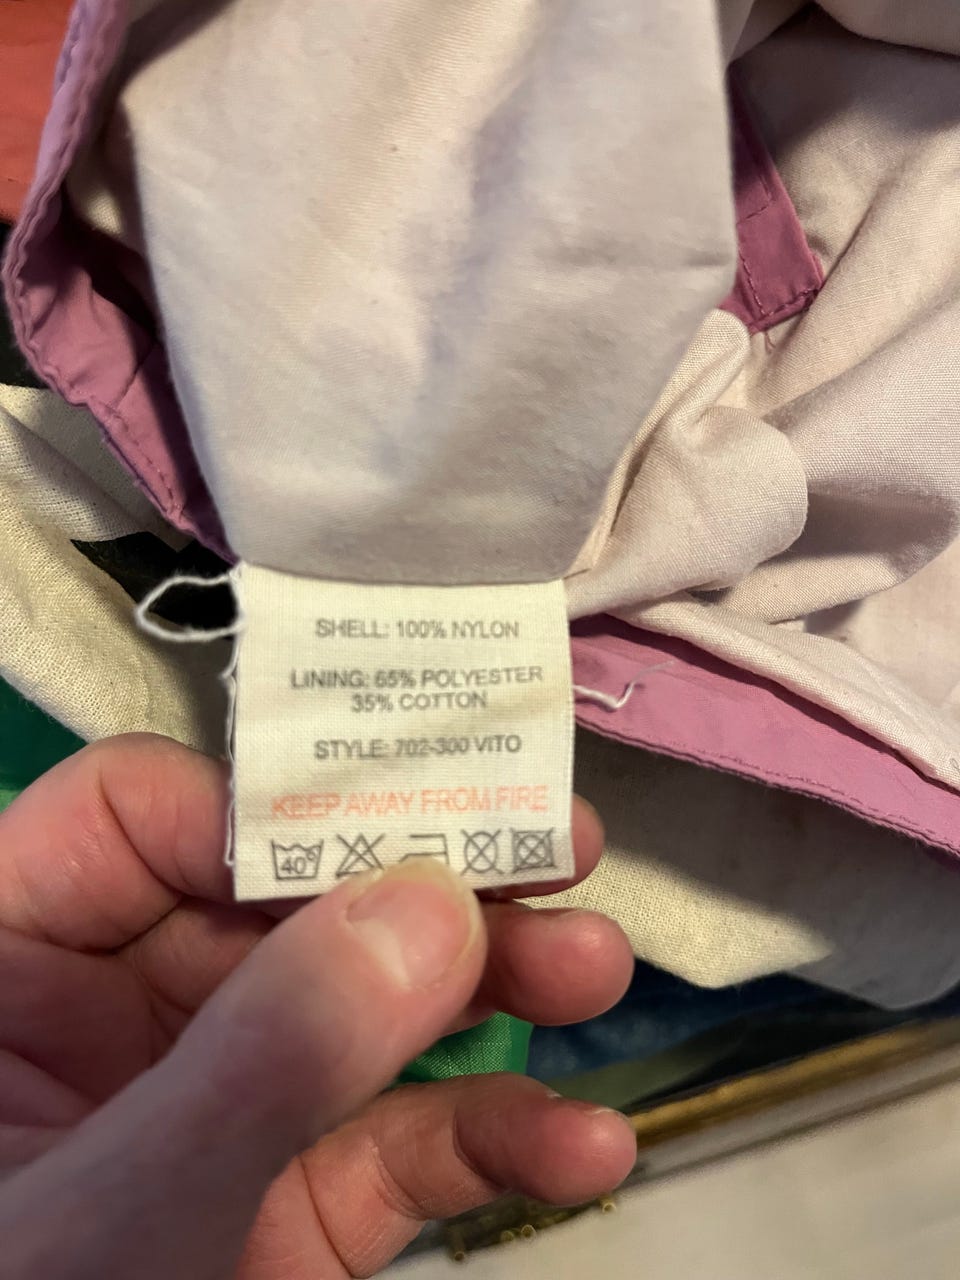 SHELL: 100% NYLON
LINING: 65% POLYESTER
35% COTTON
STYLE: 702-300 VITO
KEEP AWAY FROM FIRE
40°